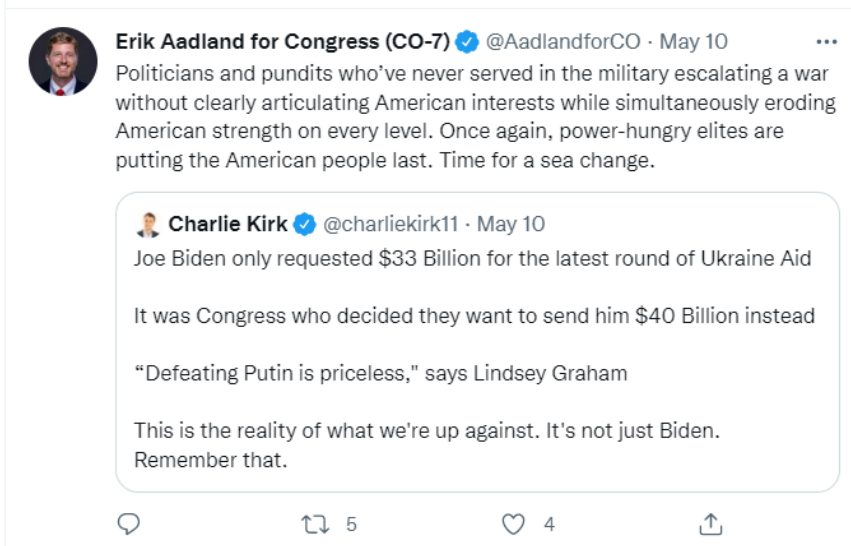 Erik Aadland for Congress (CO-7) @AadlandforCO · May 10
Politicians and pundits who’ve never served in the military escalating a war
without clearly articulating American interests while simultaneously eroding
American strength on every level. Once again, power-hungry elites are
putting the American people last. Time for a sea change.
Charlie Kirk @charliekirk11 · May 10
Joe Biden only requested $33 Billion for the latest round of Ukraine Aid
It was Congress who decided they want to send him $40 Billion instead
“Defeating Putin is priceless," says Lindsey Graham
This is the reality of what we're up against. It's not just Biden.
Remember that.
5 4